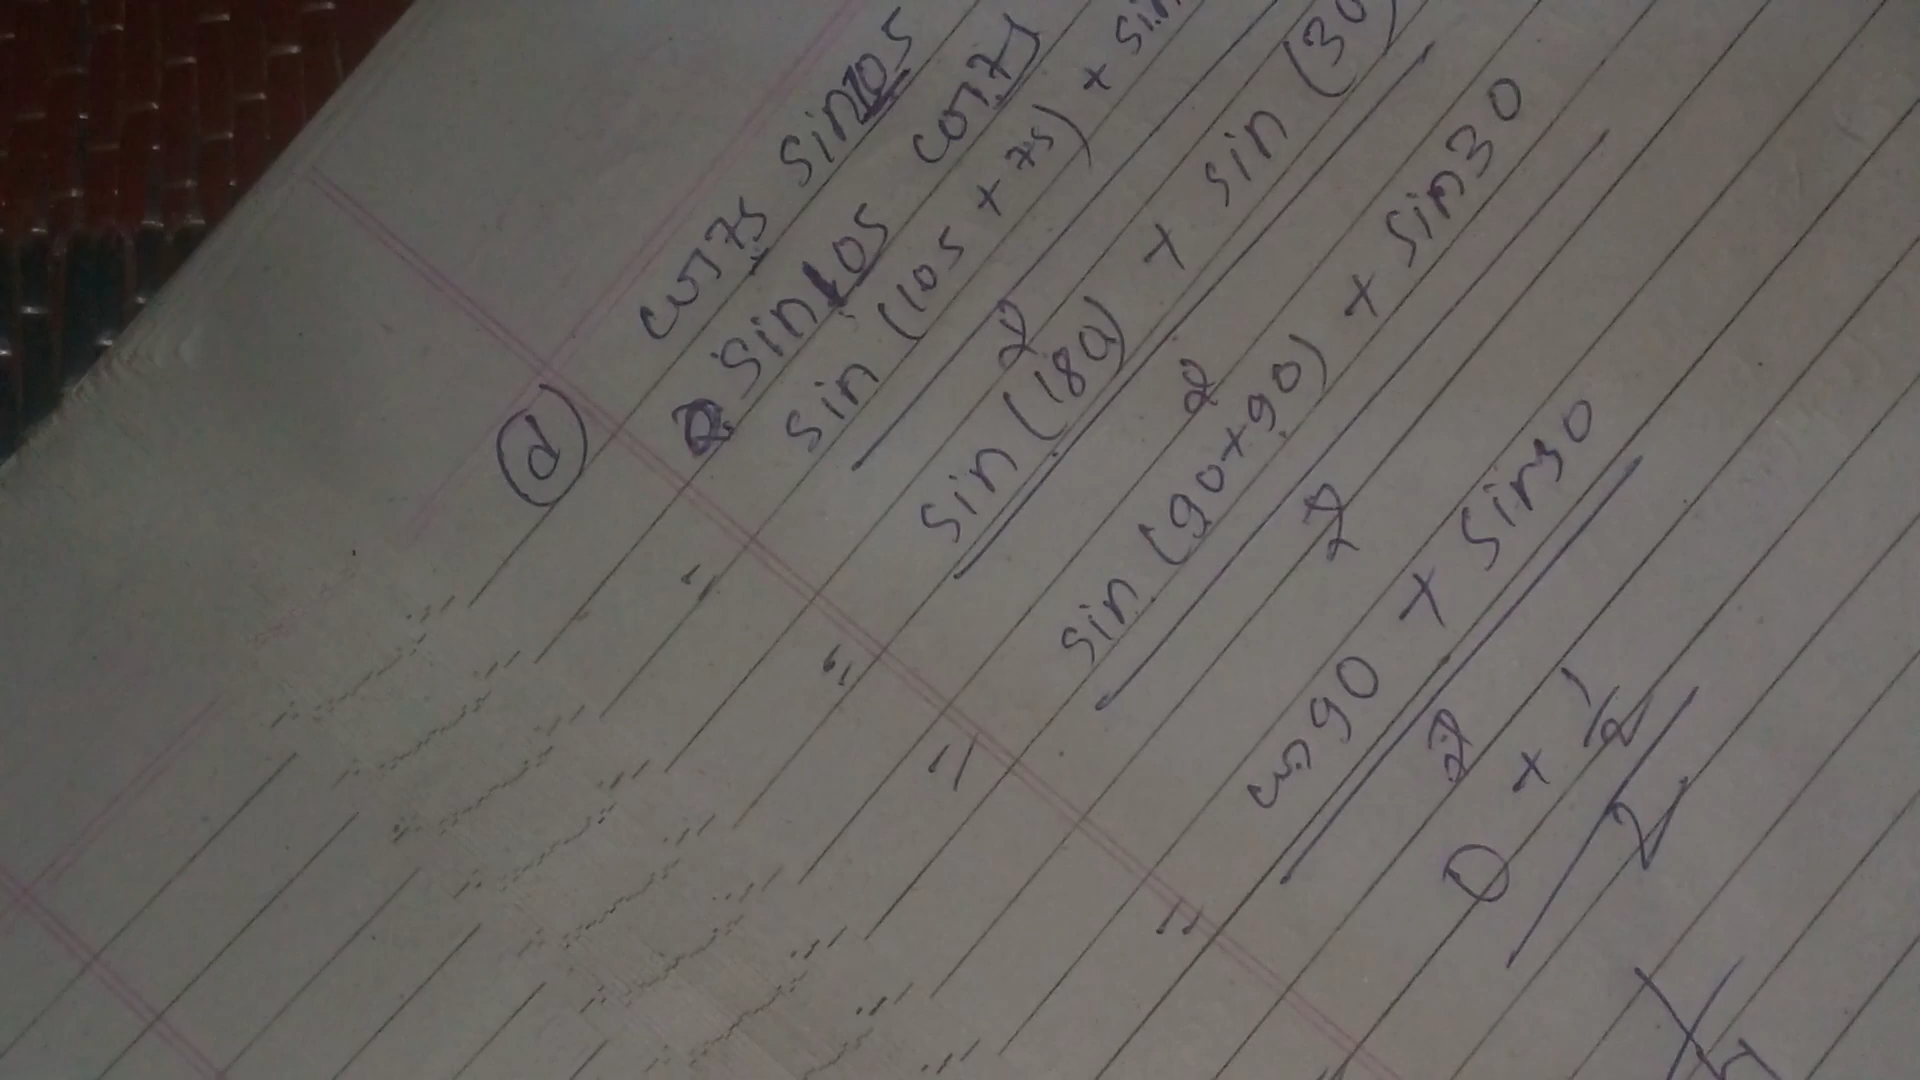 (d) cos75 sin105
2 sin105 cos75
= sin (105 + 75) + sin
2
= sin (180) + sin (30)
2
= sin (90+90) + sin30
2
= cos90 + sin30
2
0 + 1/2
2